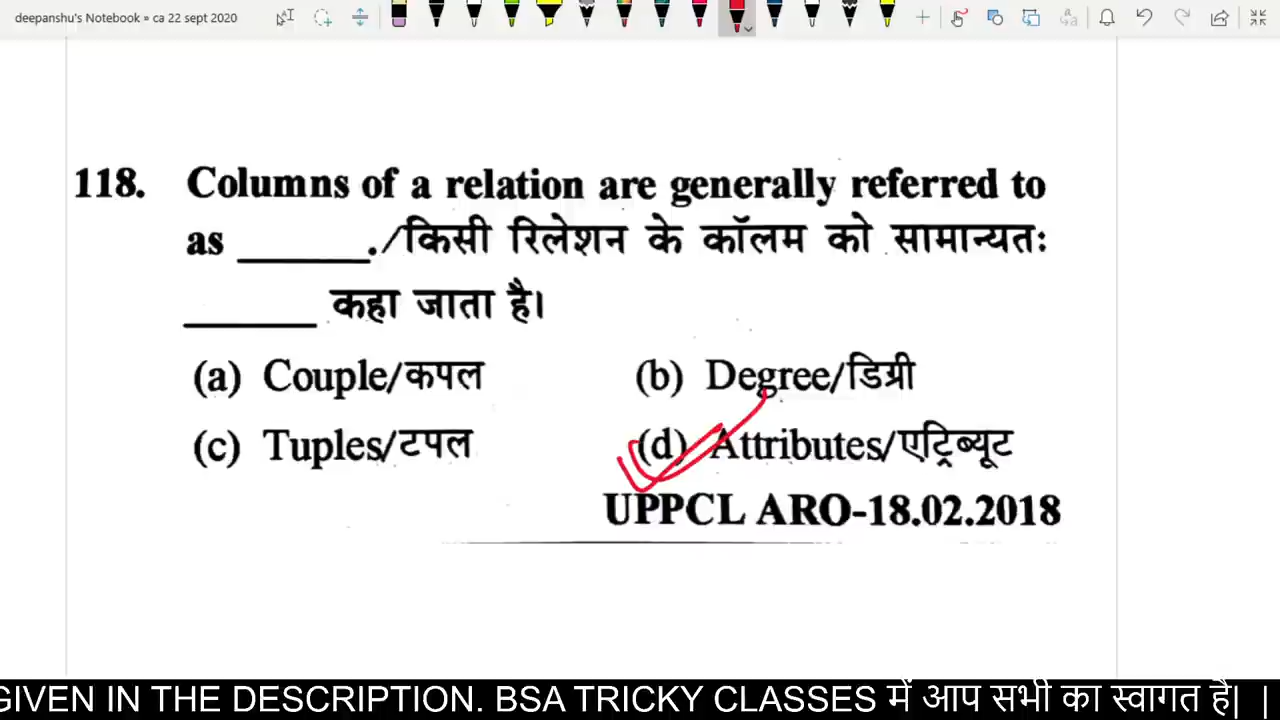 deepanshu's Notebook » ca 22 sept 2020
118. Columns of a relation are generally referred to
as ______./किसी रिलेशन के कॉलम को सामान्यतः
______ कहा जाता है।
(a) Couple/कपल (b) Degree/डिग्री
(c) Tuples/टपल (d) Attributes/एट्रिब्यूट
UPPCL ARO-18.02.2018
GIVEN IN THE DESCRIPTION. BSA TRICKY CLASSES में आप सभी का स्वागत है| |